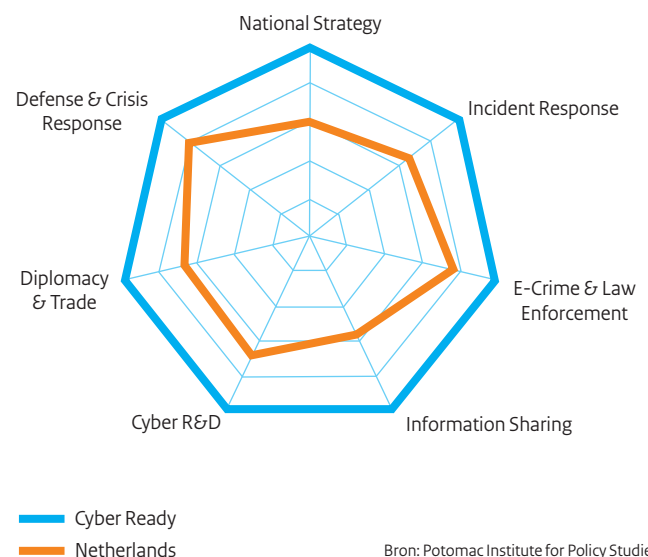 National Strategy
Defense & Crisis
Response
Incident Response
Diplomacy
& Trade
E-Crime & Law
Enforcement
Cyber R&D
Information Sharing
Cyber Ready
Netherlands
Bron: Potomac Institute for Policy Studie